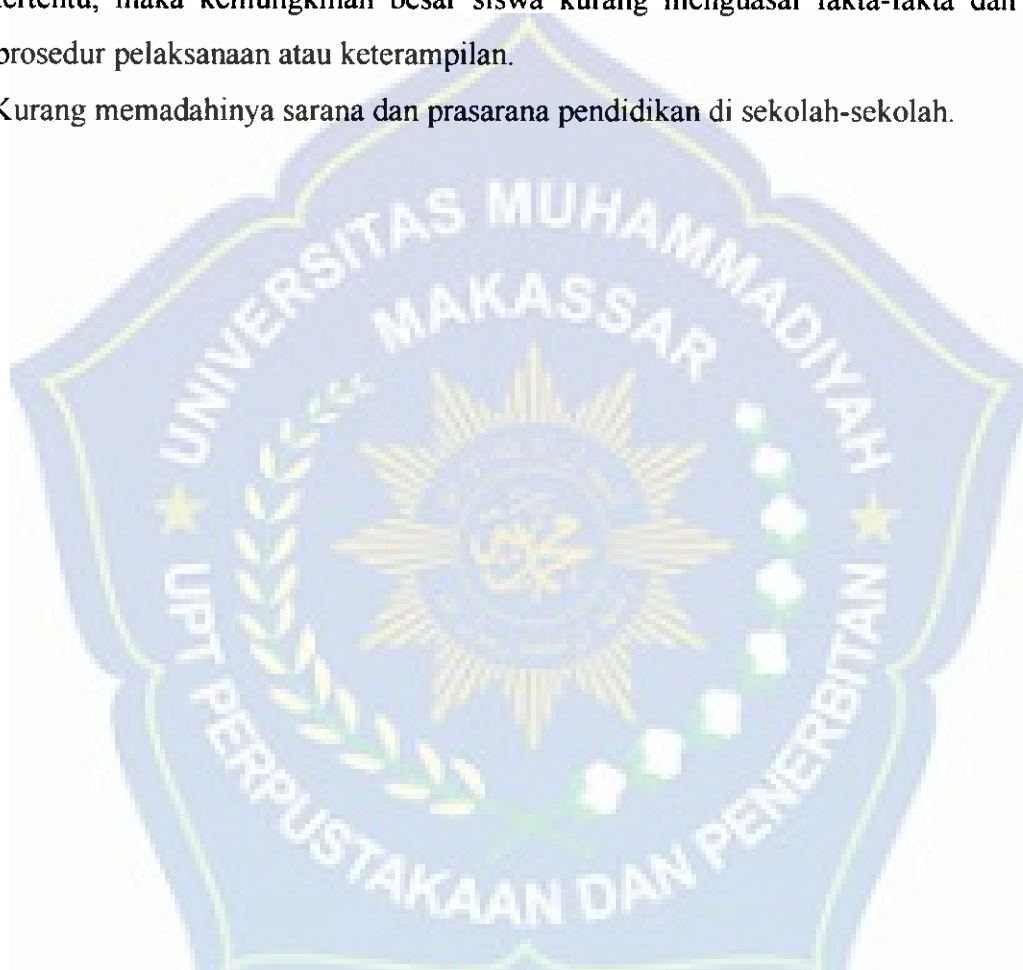 tertentu, maka kemungkinan besar siswa kurang menguasai fakta-fakta dan
prosedur pelaksanaan atau keterampilan.
Kurang memadahinya sarana dan prasarana pendidikan di sekolah-sekolah.
UNIVERSITAS MUHAMMADIYAH
MAKASSAR
UPT PERPUSTAKAAN DAN PENERBITAN